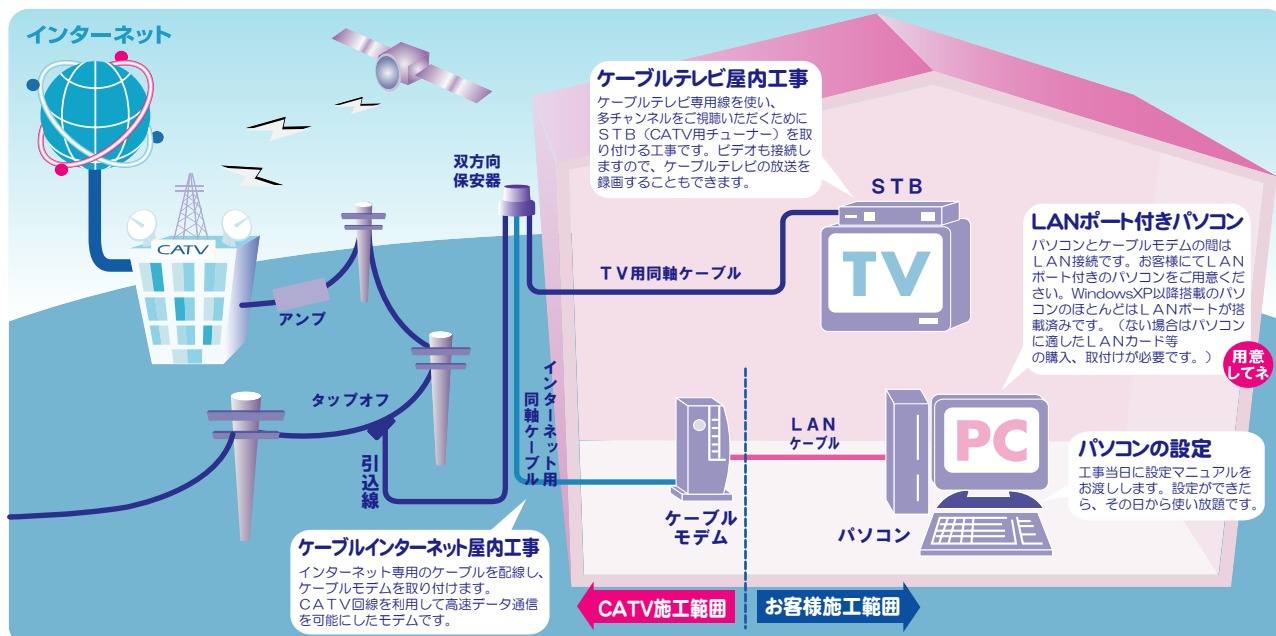 インターネット
CATV
アンプ
双方向
保安器
タップオフ
引込線
インターネット用
同軸ケーブル
TV用同軸ケーブル
ケーブルテレビ屋内工事
ケーブルテレビ専用線を使い、
多チャンネルをご視聴いただくために
STB（CATV用チューナー）を取
り付ける工事です。ビデオも接続し
ますので、ケーブルテレビの放送を
録画することもできます。
STB
TV
LANポート付きパソコン
パソコンとケーブルモデムの間は
LAN接続です。お客様にてLAN
ポート付きのパソコンをご用意くだ
さい。WindowsXP以降搭載のパソ
コンのほとんどはLANポートが搭
載済みです。（ない場合はパソコン
に適したLANカード等
の購入、取付けが必要です。）
用意
してネ
LAN
ケーブル
PC
ケーブル
モデム
パソコン
パソコンの設定
工事当日に設定マニュアルを
お渡しします。設定ができた
ら、その日から使い放題です。
ケーブルインターネット屋内工事
インターネット専用のケーブルを配線し、
ケーブルモデムを取り付けます。
CATV回線を利用して高速データ通信
を可能にしたモデムです。
CATV施工範囲
お客様施工範囲